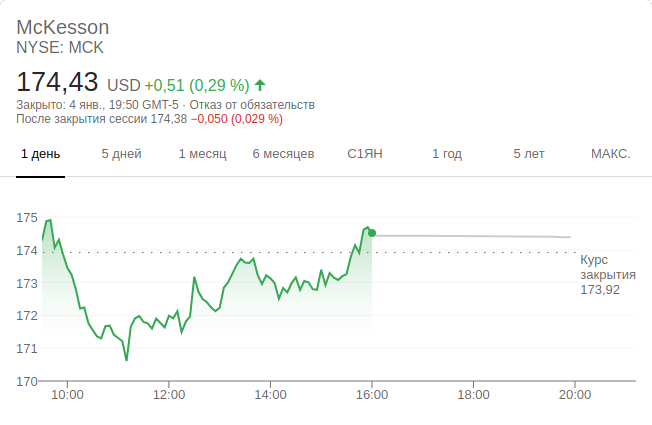 McKesson
NYSE: MCK
174,43 USD +0,51 (0,29 %)
Закрыто: 4 янв., 19:50 GMT-5 · Отказ от обязательств
После закрытия сессии 174,38 −0,050 (0,029 %)
1 день 5 дней 1 месяц 6 месяцев С1ЯН 1 год 5 лет МАКС.
175
174
173
172
171
170
Курс
закрытия
173,92
10:00 12:00 14:00 16:00 18:00 20:00